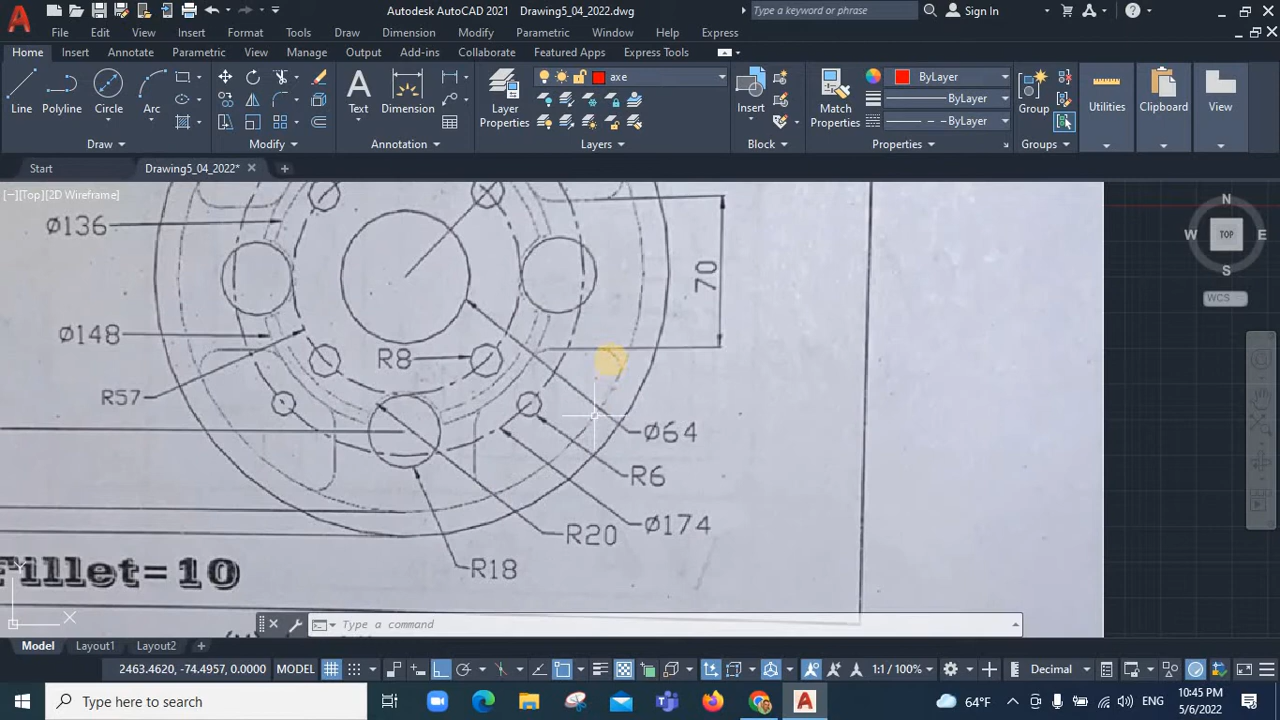 Autodesk AutoCAD 2021 Drawing5_04_2022.dwg
Type a keyword or phrase
Sign In
File Edit View Insert Format Tools Draw Dimension Modify Parametric Window Help Express
Home Insert Annotate Parametric View Manage Output Add-ins Collaborate Featured Apps Express Tools
Line
Polyline
Circle
Arc
Text
Dimension
Layer
Properties
axe
Insert
Match
Properties
ByLayer
ByLayer
ByLayer
Group
Utilities
Clipboard
View
Draw
Modify
Annotation
Layers
Block
Properties
Groups
Start
Drawing5_04_2022*
[−][Top][2D Wireframe]
N
W
TOP
E
S
WCS
Ø136
70
Ø148
R8
R57
Ø64
R6
Ø174
R20
R18
Fillet=10
X
Type a command
Model Layout1 Layout2
2463.4620, -74.4957, 0.0000
MODEL
1:1 / 100%
Decimal
Type here to search
64°F
ENG
10:45 PM
5/6/2022